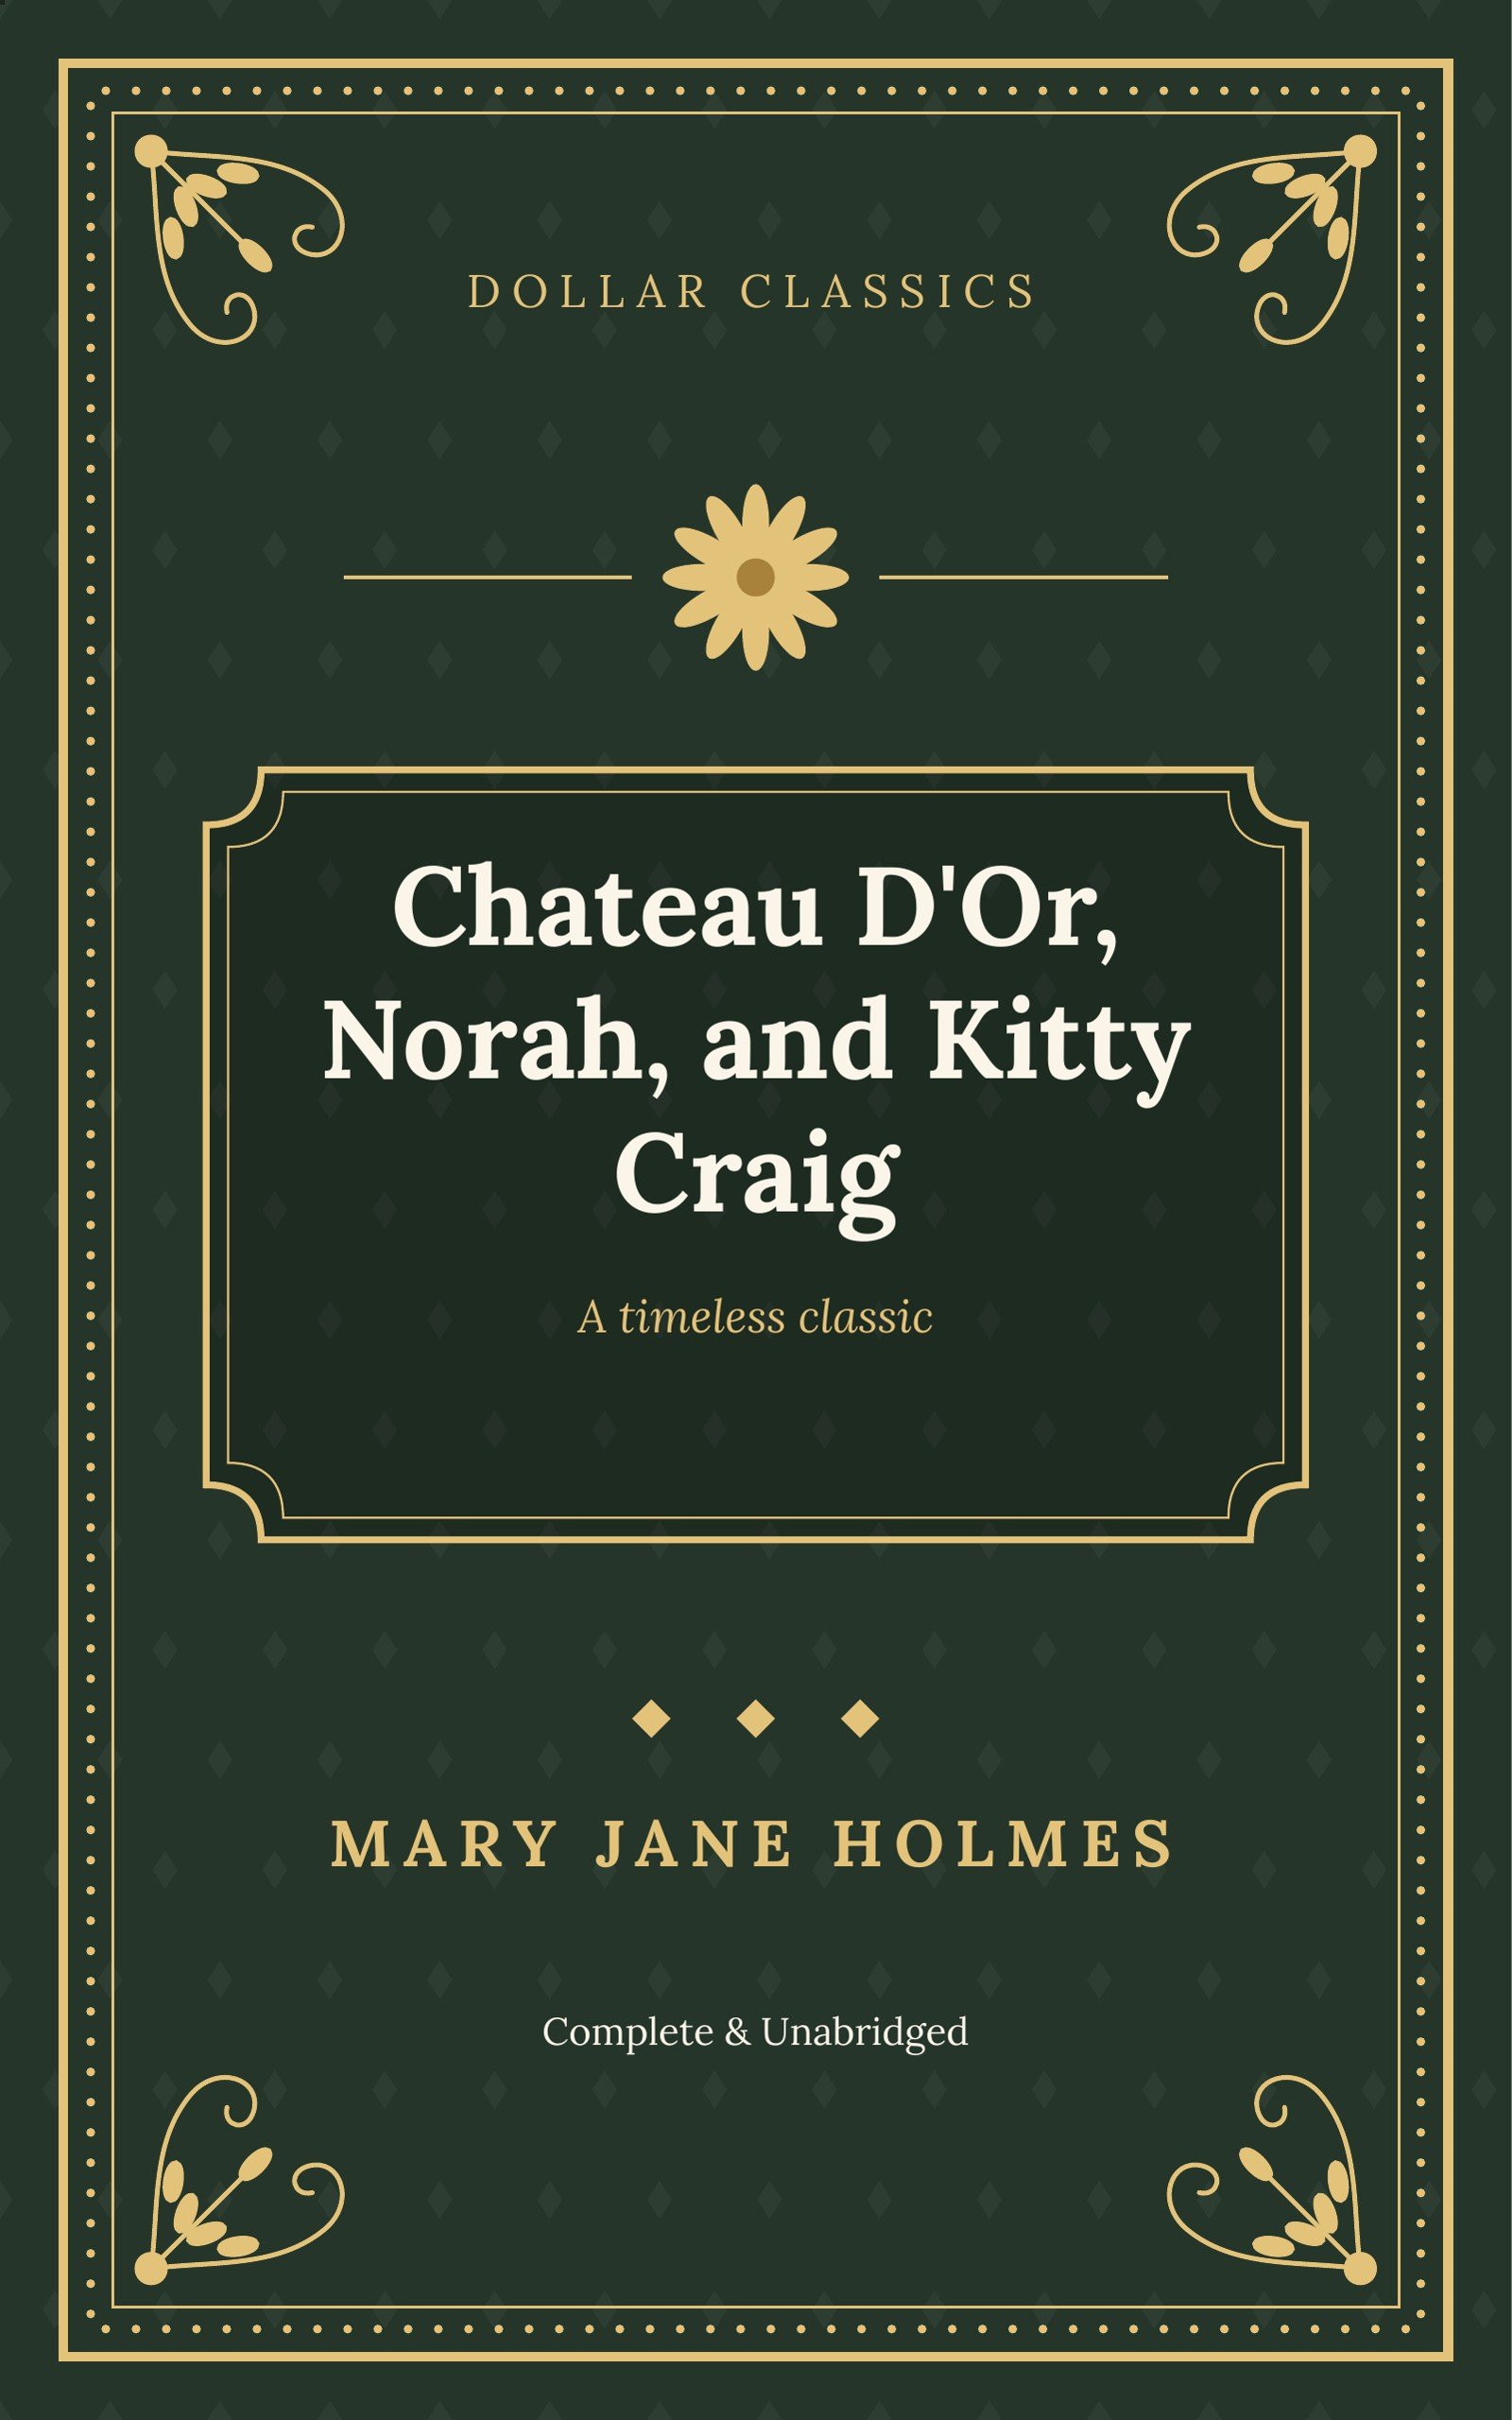 DOLLAR CLASSICS
Chateau D'Or,
Norah, and Kitty
Craig
A timeless classic
MARY JANE HOLMES
Complete & Unabridged